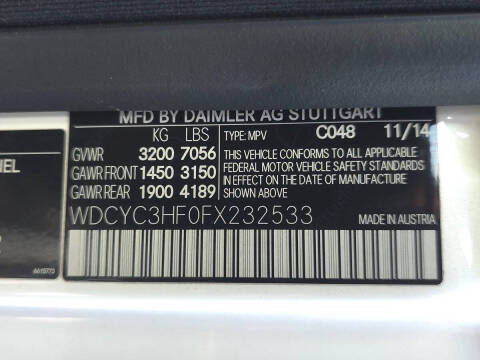 MFD BY DAIMLER AG STUTTGART
KG LBS TYPE: MPV C048 11/14
GVWR 3200 7056 THIS VEHICLE CONFORMS TO ALL APPLICABLE
GAWR FRONT 1450 3150 FEDERAL MOTOR VEHICLE SAFETY STANDARDS
GAWR REAR 1900 4189 IN EFFECT ON THE DATE OF MANUFACTURE
SHOWN ABOVE
WDCYC3HF0FX232533
MADE IN AUSTRIA